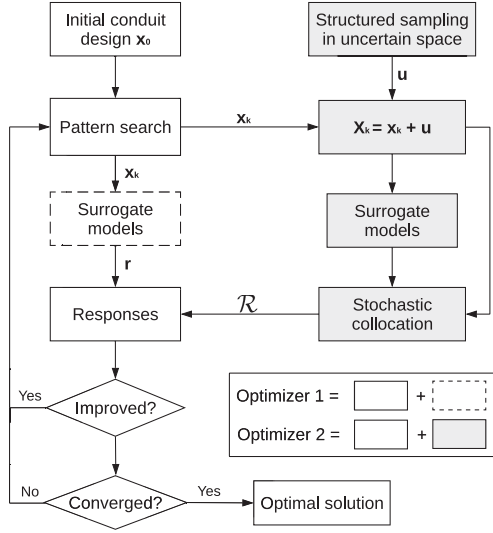 Initial conduit
design x₀
Structured sampling
in uncertain space
u
Pattern search
xₖ
Xₖ = xₖ + u
xₖ
Surrogate
models
Surrogate
models
r
Responses
ℛ
Stochastic
collocation
Yes
Improved?
Optimizer 1 = +
Optimizer 2 = +
No
Converged?
Yes
Optimal solution